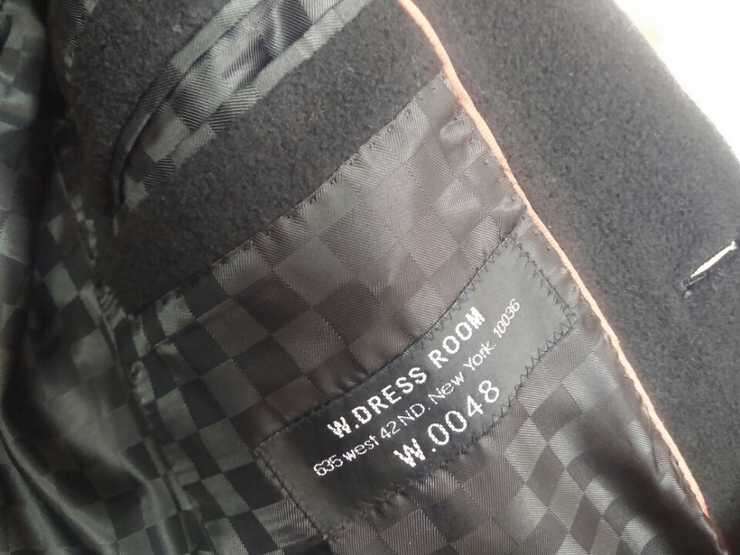 W.DRESS ROOM
635 west 42 ND. New York. 10036
W.0048